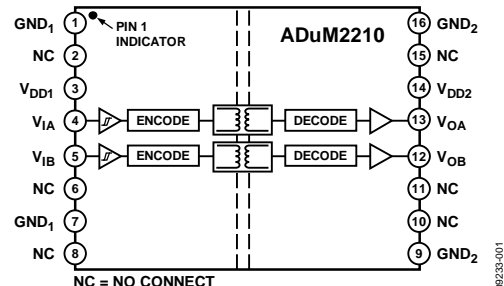 GND1 1 PIN 1 INDICATOR ADuM2210 16 GND2
NC 2 15 NC
VDD1 3 14 VDD2
VIA 4 ENCODE DECODE 13 VOA
VIB 5 ENCODE DECODE 12 VOB
NC 6 11 NC
GND1 7 10 NC
NC 8 9 GND2
NC = NO CONNECT